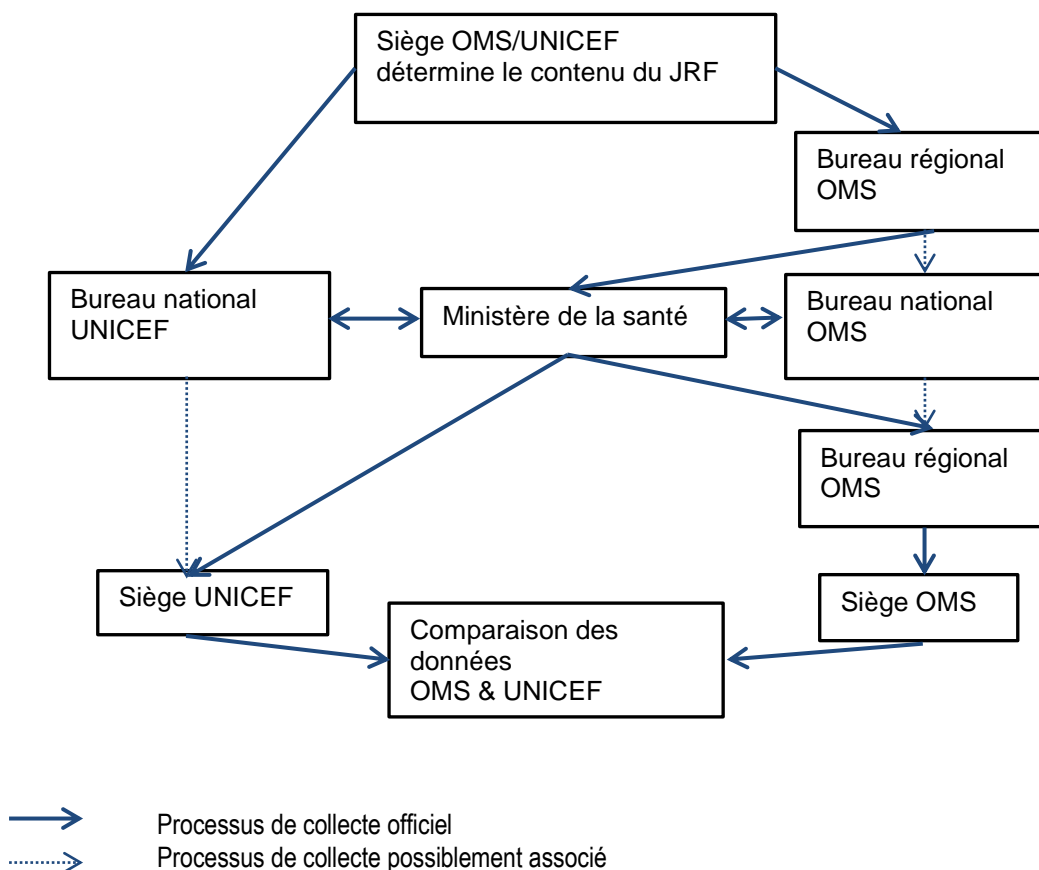 Siège OMS/UNICEF
détermine le contenu du JRF
Bureau régional
OMS
Bureau national
UNICEF
Ministère de la santé
Bureau national
OMS
Bureau régional
OMS
Siège UNICEF
Siège OMS
Comparaison des
données
OMS & UNICEF
Processus de collecte officiel
Processus de collecte possiblement associé